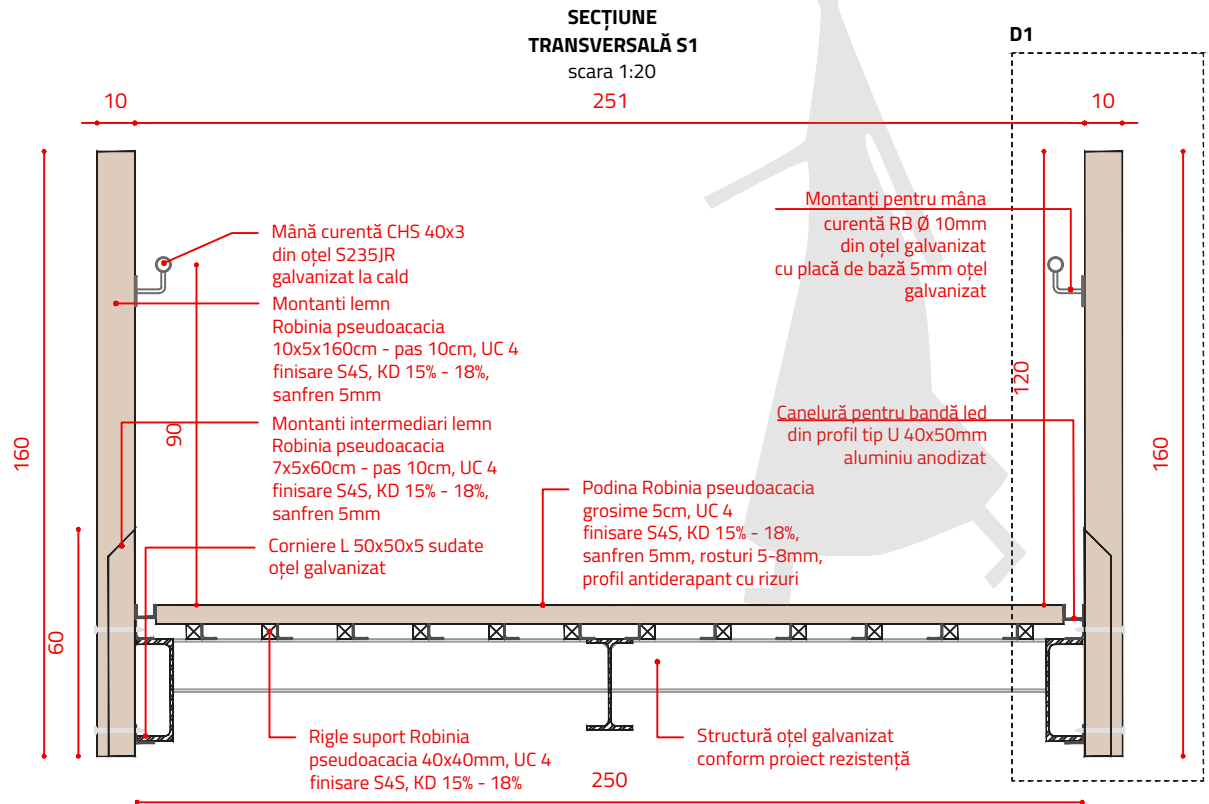 SECȚIUNE
TRANSVERSALĂ S1
scara 1:20
D1
10
251
10
Mână curentă CHS 40x3
din oțel S235JR
galvanizat la cald
Montanti lemn
Robinia pseudoacacia
10x5x160cm - pas 10cm, UC 4
finisare S4S, KD 15% - 18%,
sanfren 5mm
Montanti intermediari lemn
Robinia pseudoacacia
7x5x60cm - pas 10cm, UC 4
finisare S4S, KD 15% - 18%,
sanfren 5mm
Corniere L 50x50x5 sudate
oțel galvanizat
Montanți pentru mâna
curentă RB Ø 10mm
din oțel galvanizat
cu placă de bază 5mm oțel
galvanizat
Canelură pentru bandă led
din profil tip U 40x50mm
aluminiu anodizat
Podina Robinia pseudoacacia
grosime 5cm, UC 4
finisare S4S, KD 15% - 18%,
sanfren 5mm, rosturi 5-8mm,
profil antiderapant cu rizuri
160
90
60
120
160
Rigle suport Robinia
pseudoacacia 40x40mm, UC 4
finisare S4S, KD 15% - 18%
Structură oțel galvanizat
conform proiect rezistență
250